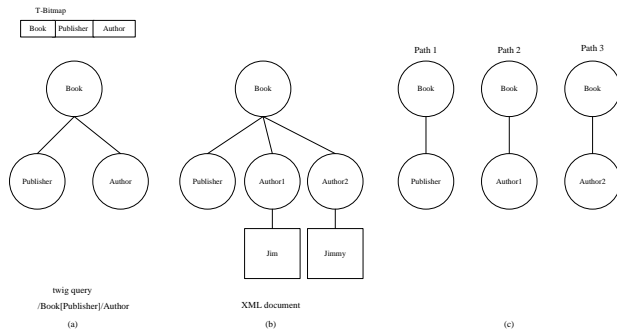 T-Bitmap
Book Publisher Author
Book
Publisher Author
twig query
/Book[Publisher]/Author
(a)
Book
Publisher Author1 Author2
Jim Jimmy
XML document
(b)
Path 1 Path 2 Path 3
Book Book Book
Publisher Author1 Author2
(c)